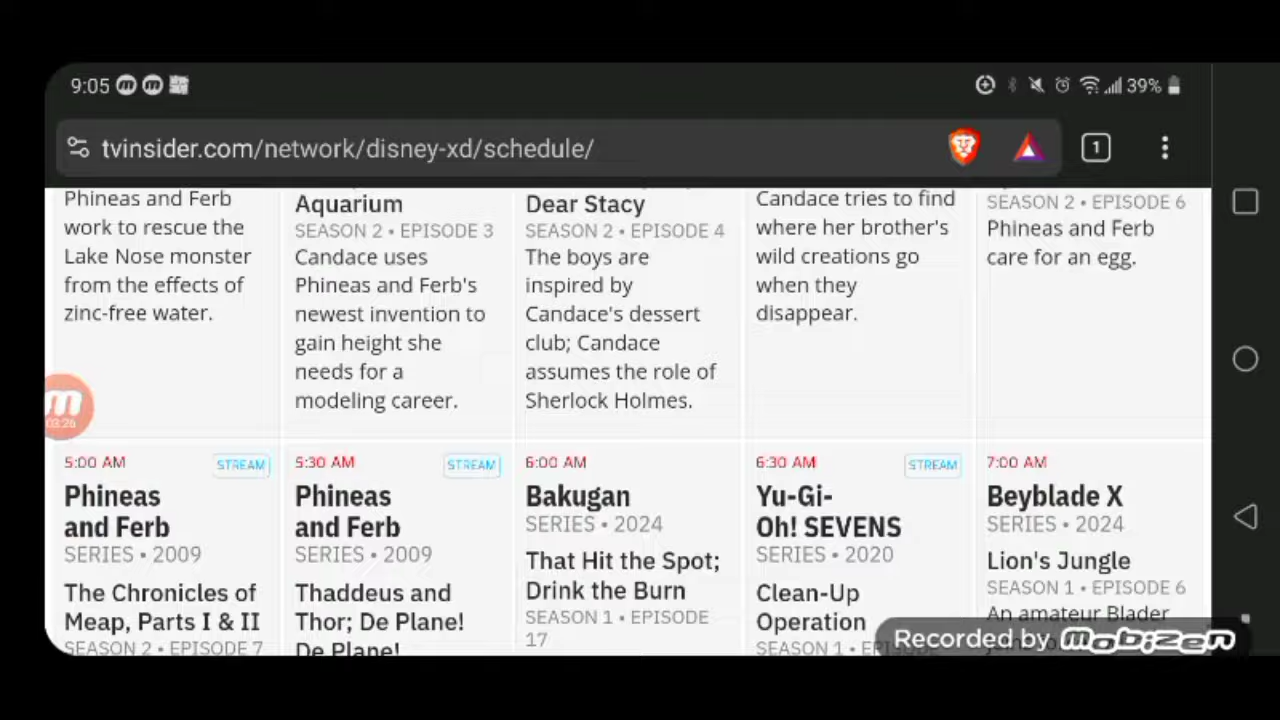 9:05
39%
tvinsider.com/network/disney-xd/schedule/
1
Phineas and Ferb
work to rescue the
Lake Nose monster
from the effects of
zinc-free water.
Aquarium
SEASON 2 • EPISODE 3
Candace uses
Phineas and Ferb's
newest invention to
gain height she
needs for a
modeling career.
Dear Stacy
SEASON 2 • EPISODE 4
The boys are
inspired by
Candace's dessert
club; Candace
assumes the role of
Sherlock Holmes.
Candace tries to find
where her brother's
wild creations go
when they
disappear.
SEASON 2 • EPISODE 6
Phineas and Ferb
care for an egg.
03:26
5:00 AM
STREAM
Phineas
and Ferb
SERIES • 2009
The Chronicles of
Meap, Parts I & II
SEASON 2 • EPISODE 7
5:30 AM
STREAM
Phineas
and Ferb
SERIES • 2009
Thaddeus and
Thor; De Plane!
De Plane!
6:00 AM
Bakugan
SERIES • 2024
That Hit the Spot;
Drink the Burn
SEASON 1 • EPISODE
17
6:30 AM
STREAM
Yu-Gi-
Oh! SEVENS
SERIES • 2020
Clean-Up
Operation
SEASON 1 •
7:00 AM
Beyblade X
SERIES • 2024
Lion's Jungle
SEASON 1 • EPISODE 6
An amateur Blader
Recorded by mobizen